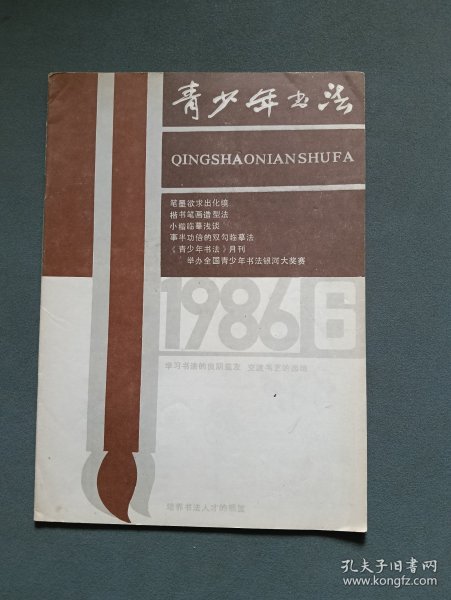 青少年书法
QINGSHAONIANSHUFA
笔墨欲求出化境
楷书笔画造型法
小楷临摹浅谈
事半功倍的双勾临摹法
《青少年书法》月刊
举办全国青少年书法银河大奖赛
1986 6
学习书法的良师益友 交流书艺的园地
培养书法人才的摇篮
孔夫子旧书网
www.kongfz.com